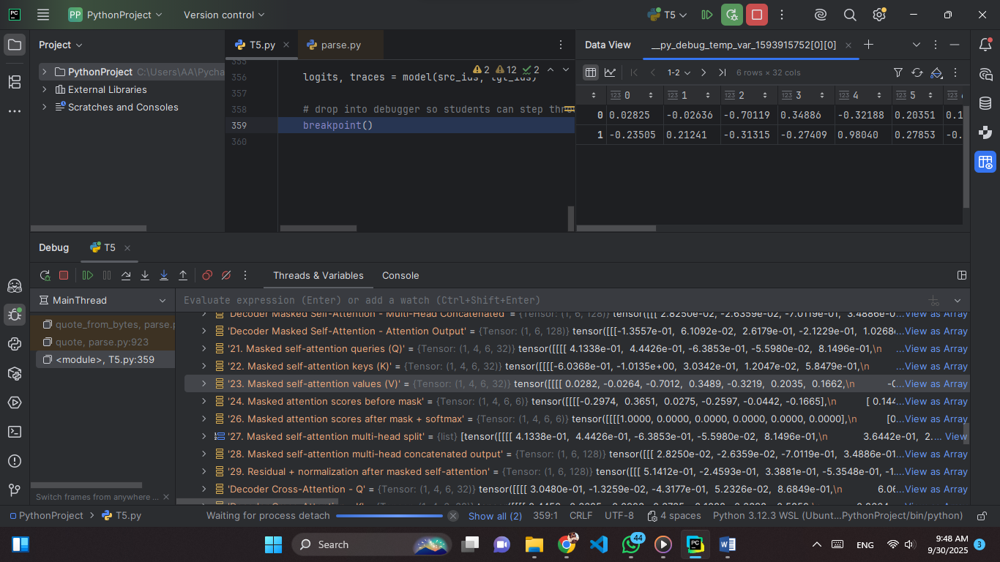 PC
PP PythonProject Version control T5
Project
PythonProject C:\Users\AA\Pycha
External Libraries
Scratches and Consoles
T5.py parse.py
355
2 12 2
356 logits, traces = model(src_ids, tgt_ids)
357
358 # drop into debugger so students can step thro
359 breakpoint()
360
Data View __py_debug_temp_var_1593915752[0][0]
1-2 6 rows × 32 cols
123 0 123 1 123 2 123 3 123 4 123 5 123
0 0.02825 -0.02636 -0.70119 0.34886 -0.32188 0.20351 0.1
1 -0.23505 0.21241 -0.31315 -0.27409 0.98040 0.27853 -0.
Debug T5
Threads & Variables Console
MainThread
quote_from_bytes, parse.p
quote, parse.py:923
<module>, T5.py:359
Switch frames from anywhere ...
Evaluate expression (Enter) or add a watch (Ctrl+Shift+Enter)
'Decoder Masked Self-Attention - Multi-Head Concatenated' = {Tensor: (1, 6, 128)} tensor([[[ 2.8250e-02, -2.6359e-02, -7.0119e-01, 3.4886e-0...View as Array
'Decoder Masked Self-Attention - Attention Output' = {Tensor: (1, 6, 128)} tensor([[[-1.3557e-01, 6.1092e-02, 2.6179e-01, -2.1229e-01, 1.0268e...View as Array
'21. Masked self-attention queries (Q)' = {Tensor: (1, 4, 6, 32)} tensor([[[[ 4.1338e-01, 4.4426e-01, -6.3853e-01, -5.5980e-02, 8.1496e-01,\n ...View as Array
'22. Masked self-attention keys (K)' = {Tensor: (1, 4, 6, 32)} tensor([[[[-6.0368e-01, -1.0135e+00, 3.0342e-01, 1.2047e-02, 5.8479e-01,\n ...View as Array
'23. Masked self-attention values (V)' = {Tensor: (1, 4, 6, 32)} tensor([[[[ 0.0282, -0.0264, -0.7012, 0.3489, -0.3219, 0.2035, 0.1662,\n -0...View as Array
'24. Masked attention scores before mask' = {Tensor: (1, 4, 6, 6)} tensor([[[[-0.2974, 0.3651, 0.0275, -0.2597, -0.0442, -0.1665],\n [ 0.144...View as Array
'26. Masked attention scores after mask + softmax' = {Tensor: (1, 4, 6, 6)} tensor([[[[1.0000, 0.0000, 0.0000, 0.0000, 0.0000, 0.0000],\n [0...View as Array
'27. Masked self-attention multi-head split' = {list} [tensor([[[[ 4.1338e-01, 4.4426e-01, -6.3853e-01, -5.5980e-02, 8.1496e-01,\n 3.6442e-01, 2.... View
'28. Masked self-attention multi-head concatenated output' = {Tensor: (1, 6, 128)} tensor([[[ 2.8250e-02, -2.6359e-02, -7.0119e-01, 3.4886e-01...View as Array
'29. Residual + normalization after masked self-attention' = {Tensor: (1, 6, 128)} tensor([[[ 5.1412e-01, -2.4593e-01, 3.3881e-01, -5.3548e-01, -1...View as Array
'Decoder Cross-Attention - Q' = {Tensor: (1, 4, 6, 32)} tensor([[[[ 3.0480e-01, -1.3259e-02, -4.3177e-01, 5.2326e-02, 8.6849e-01,\n 6.06...View as Array
PythonProject T5.py Waiting for process detach Show all (2) 359:1 CRLF UTF-8 4 spaces Python 3.12.3 WSL (Ubunt...PythonProject/bin/python)
Search 44 ENG 9:48 AM
9/30/2025 3